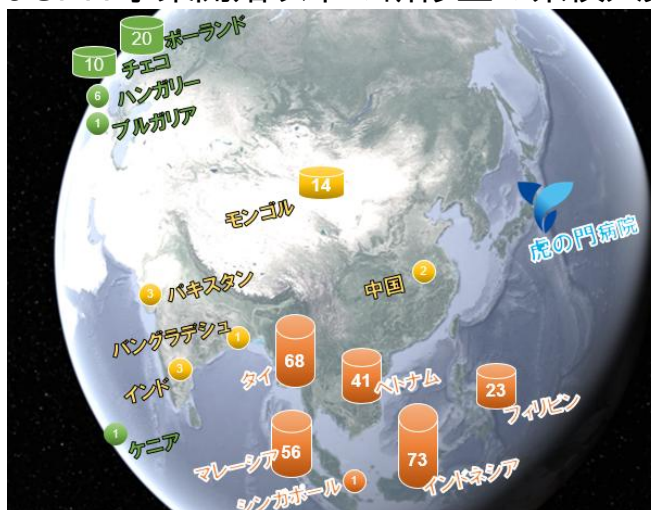 20
ポーランド
10
チェコ
6
ハンガリー
1
ブルガリア
14
モンゴル
虎の門病院
3
パキスタン
中国
2
バングラデシュ
1
インド
3
タイ
68
41
ベトナム
23
フィリピン
1
ケニア
マレーシア
56
シンガポール
1
73
インドネシア